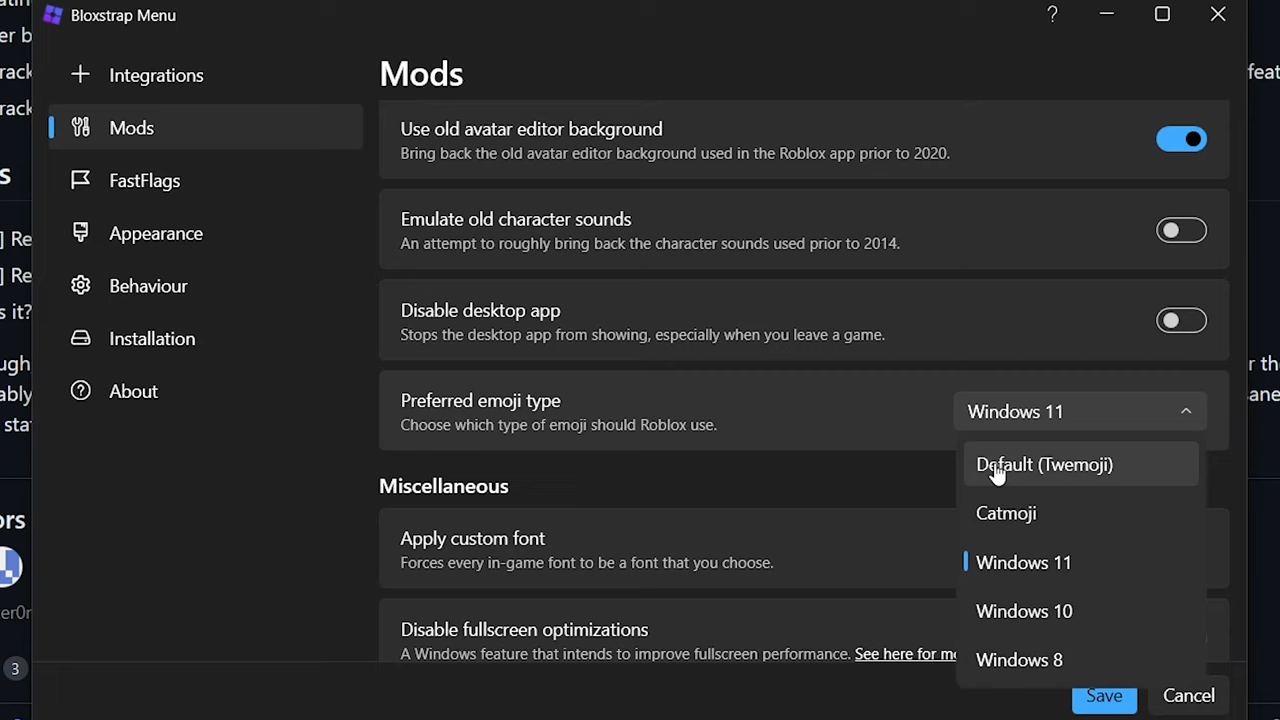 Bloxstrap Menu
?
Integrations
Mods
FastFlags
Appearance
Behaviour
Installation
About
Mods
Use old avatar editor background
Bring back the old avatar editor background used in the Roblox app prior to 2020.
Emulate old character sounds
An attempt to roughly bring back the character sounds used prior to 2014.
Disable desktop app
Stops the desktop app from showing, especially when you leave a game.
Preferred emoji type
Choose which type of emoji should Roblox use.
Windows 11
Default (Twemoji)
Catmoji
Windows 11
Windows 10
Windows 8
Miscellaneous
Apply custom font
Forces every in-game font to be a font that you choose.
Disable fullscreen optimizations
A Windows feature that intends to improve fullscreen performance. See here for
Save
Cancel
3